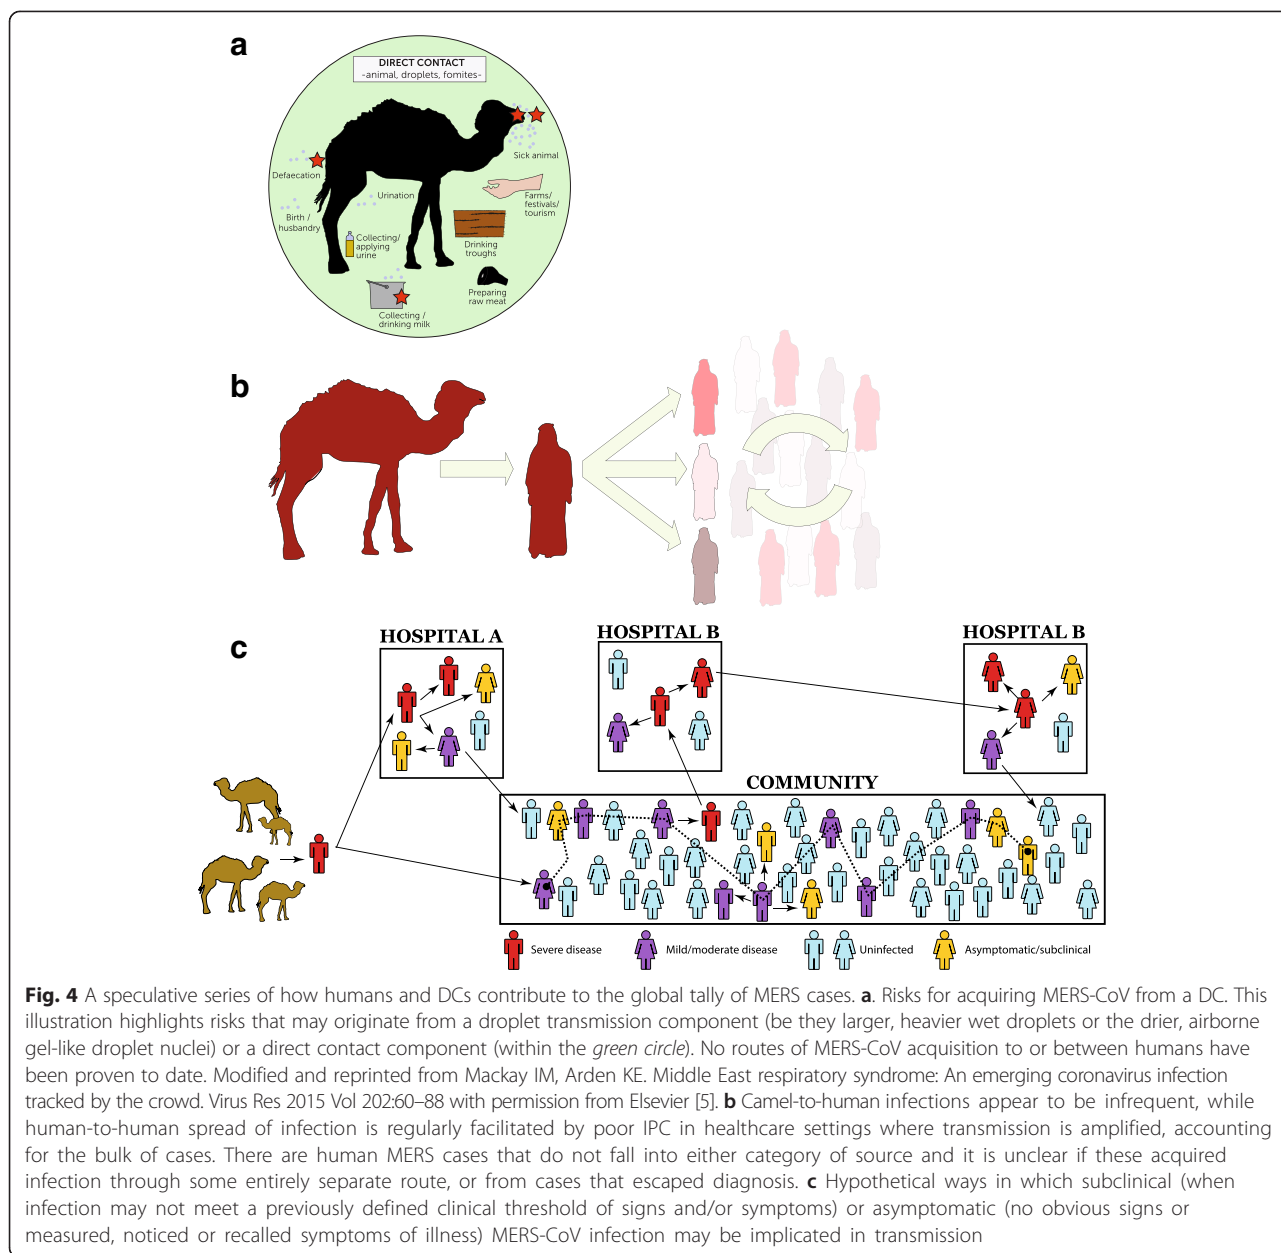 a
DIRECT CONTACT
-animal, droplets, fomites-
Sick animal
Defaecation
Urination
Farms/
festivals/
tourism
Birth /
husbandry
Collecting/
applying
urine
Drinking
troughs
Preparing
raw meat
Collecting /
drinking milk
b
c
HOSPITAL A
HOSPITAL B
HOSPITAL B
COMMUNITY
Severe disease
Mild/moderate disease
Uninfected
Asymptomatic/subclinical
Fig. 4 A speculative series of how humans and DCs contribute to the global tally of MERS cases. a. Risks for acquiring MERS-CoV from a DC. This
illustration highlights risks that may originate from a droplet transmission component (be they larger, heavier wet droplets or the drier, airborne
gel-like droplet nuclei) or a direct contact component (within the green circle). No routes of MERS-CoV acquisition to or between humans have
been proven to date. Modified and reprinted from Mackay IM, Arden KE. Middle East respiratory syndrome: An emerging coronavirus infection
tracked by the crowd. Virus Res 2015 Vol 202:60–88 with permission from Elsevier [5]. b Camel-to-human infections appear to be infrequent, while
human-to-human spread of infection is regularly facilitated by poor IPC in healthcare settings where transmission is amplified, accounting
for the bulk of cases. There are human MERS cases that do not fall into either category of source and it is unclear if these acquired
infection through some entirely separate route, or from cases that escaped diagnosis. c Hypothetical ways in which subclinical (when
infection may not meet a previously defined clinical threshold of signs and/or symptoms) or asymptomatic (no obvious signs or
measured, noticed or recalled symptoms of illness) MERS-CoV infection may be implicated in transmission